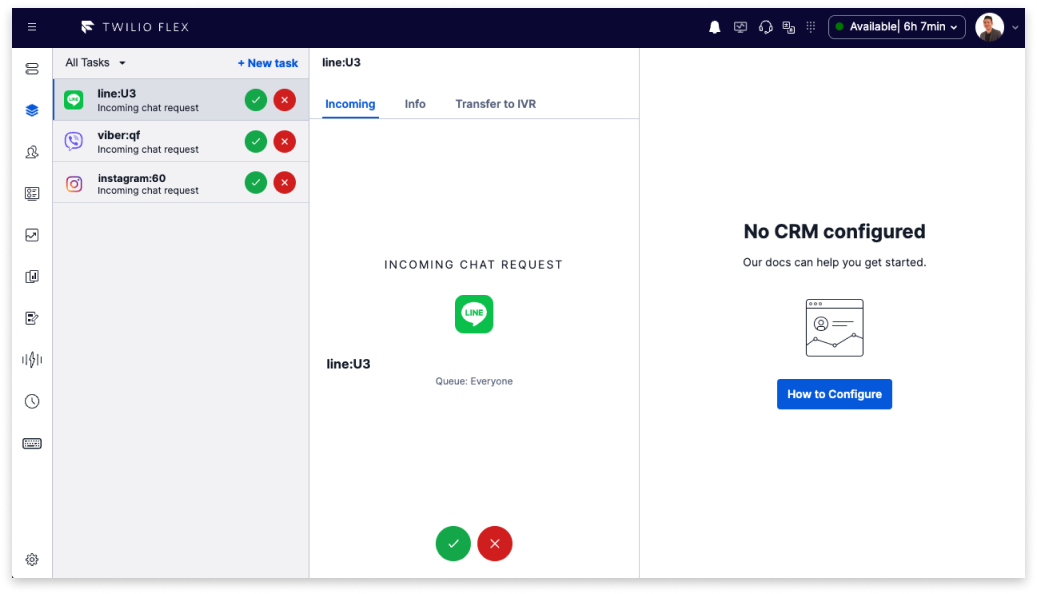 TWILIO FLEX
Available| 6h 7min
All Tasks
+ New task
line:U3
Incoming chat request
viber:qf
Incoming chat request
instagram:60
Incoming chat request
line:U3
Incoming
Info
Transfer to IVR
INCOMING CHAT REQUEST
LINE
line:U3
Queue: Everyone
No CRM configured
Our docs can help you get started.
How to Configure